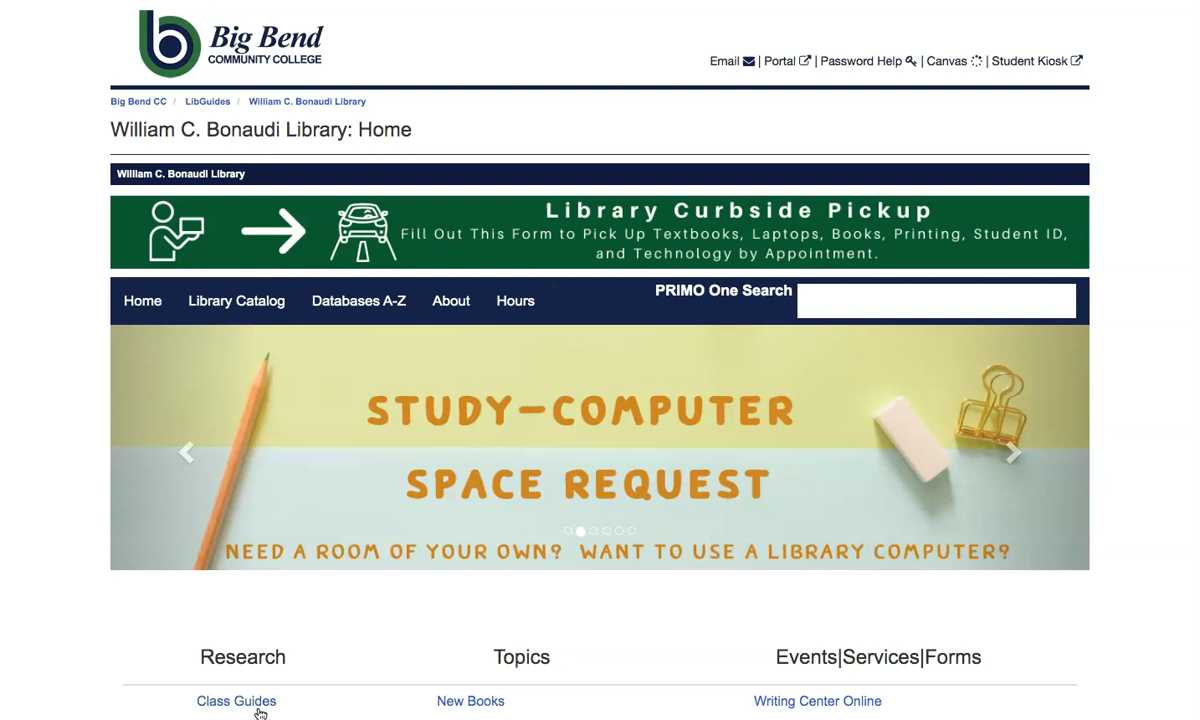 Big Bend
COMMUNITY COLLEGE
Email | Portal | Password Help | Canvas | Student Kiosk
Big Bend CC / LibGuides / William C. Bonaudi Library
William C. Bonaudi Library: Home
William C. Bonaudi Library
Library Curbside Pickup
Fill Out This Form to Pick Up Textbooks, Laptops, Books, Printing, Student ID,
and Technology by Appointment.
Home Library Catalog Databases A-Z About Hours PRIMO One Search
STUDY-COMPUTER
SPACE REQUEST
NEED A ROOM OF YOUR OWN? WANT TO USE A LIBRARY COMPUTER?
Research Topics Events|Services|Forms
Class Guides New Books Writing Center Online